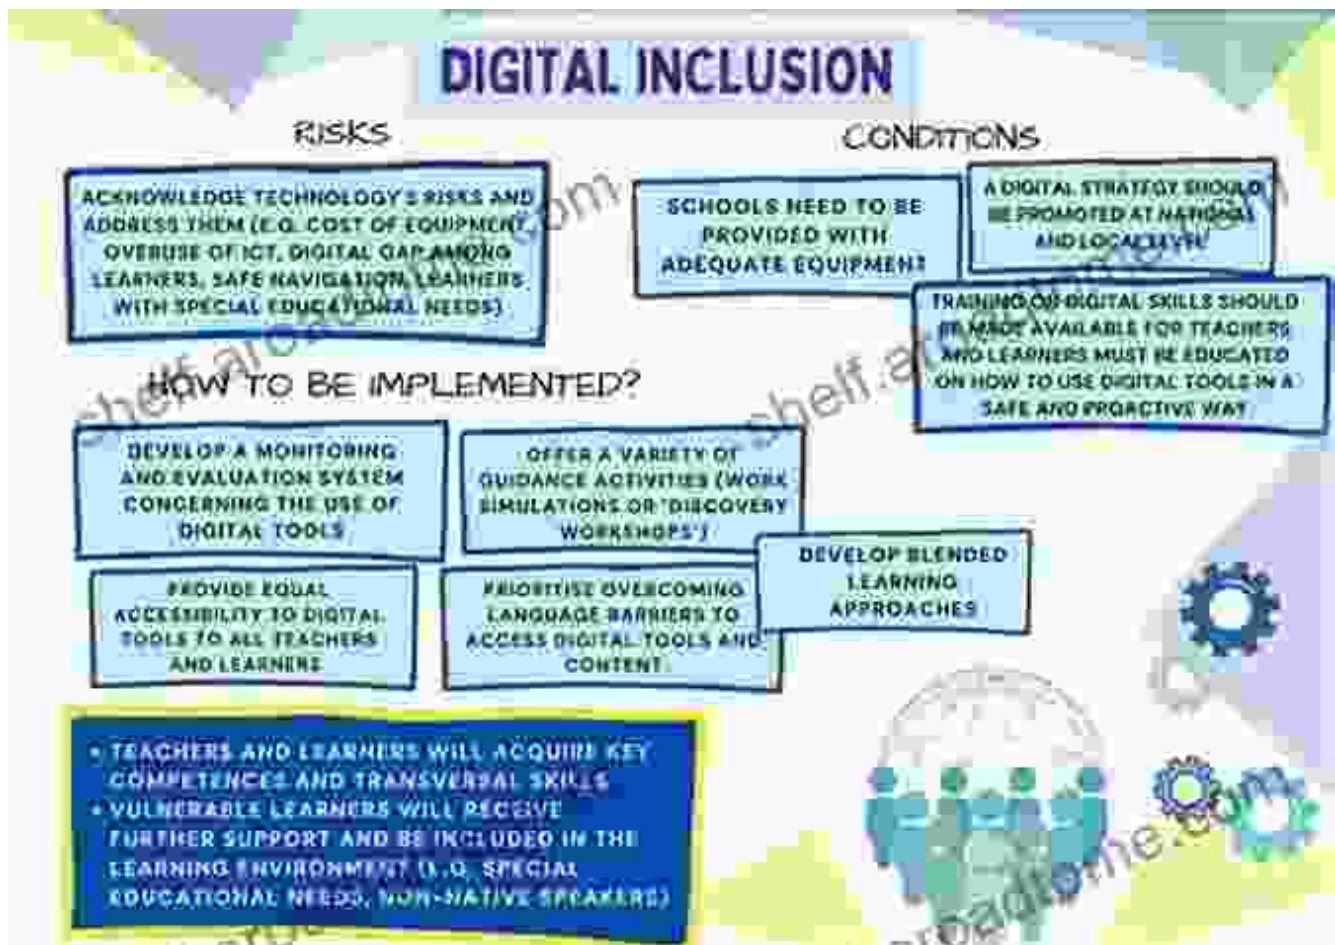 DIGITAL INCLUSION
RISKS
ACKNOWLEDGE TECHNOLOGY'S RISKS AND
ADDRESS THEM (E.G. COST OF EQUIPMENT,
OVERUSE OF ICT, DIGITAL GAP AMONG
LEARNERS, SAFE NAVIGATION, LEARNERS
WITH SPECIAL EDUCATIONAL NEEDS)
CONDITIONS
SCHOOLS NEED TO BE
PROVIDED WITH
ADEQUATE EQUIPMENT
A DIGITAL STRATEGY SHOULD
BE PROMOTED AT NATIONAL
AND LOCAL LEVEL
TRAINING ON DIGITAL SKILLS SHOULD
BE MADE AVAILABLE FOR TEACHERS
AND LEARNERS MUST BE EDUCATED
ON HOW TO USE DIGITAL TOOLS IN A
SAFE AND PROACTIVE WAY
HOW TO BE IMPLEMENTED?
DEVELOP A MONITORING
AND EVALUATION SYSTEM
CONCERNING THE USE OF
DIGITAL TOOLS
OFFER A VARIETY OF
GUIDANCE ACTIVITIES (WORK
SIMULATIONS OR 'DISCOVERY
WORKSHOPS')
DEVELOP BLENDED
LEARNING
APPROACHES
PROVIDE EQUAL
ACCESSIBILITY TO DIGITAL
TOOLS TO ALL TEACHERS
AND LEARNERS
PRIORITISE OVERCOMING
LANGUAGE BARRIERS TO
ACCESS DIGITAL TOOLS AND
CONTENT
• TEACHERS AND LEARNERS WILL ACQUIRE KEY
COMPETENCES AND TRANSVERSAL SKILLS
• VULNERABLE LEARNERS WILL RECEIVE
FURTHER SUPPORT AND BE INCLUDED IN THE
LEARNING ENVIRONMENT (E.G. SPECIAL
EDUCATIONAL NEEDS, NON-NATIVE SPEAKERS)